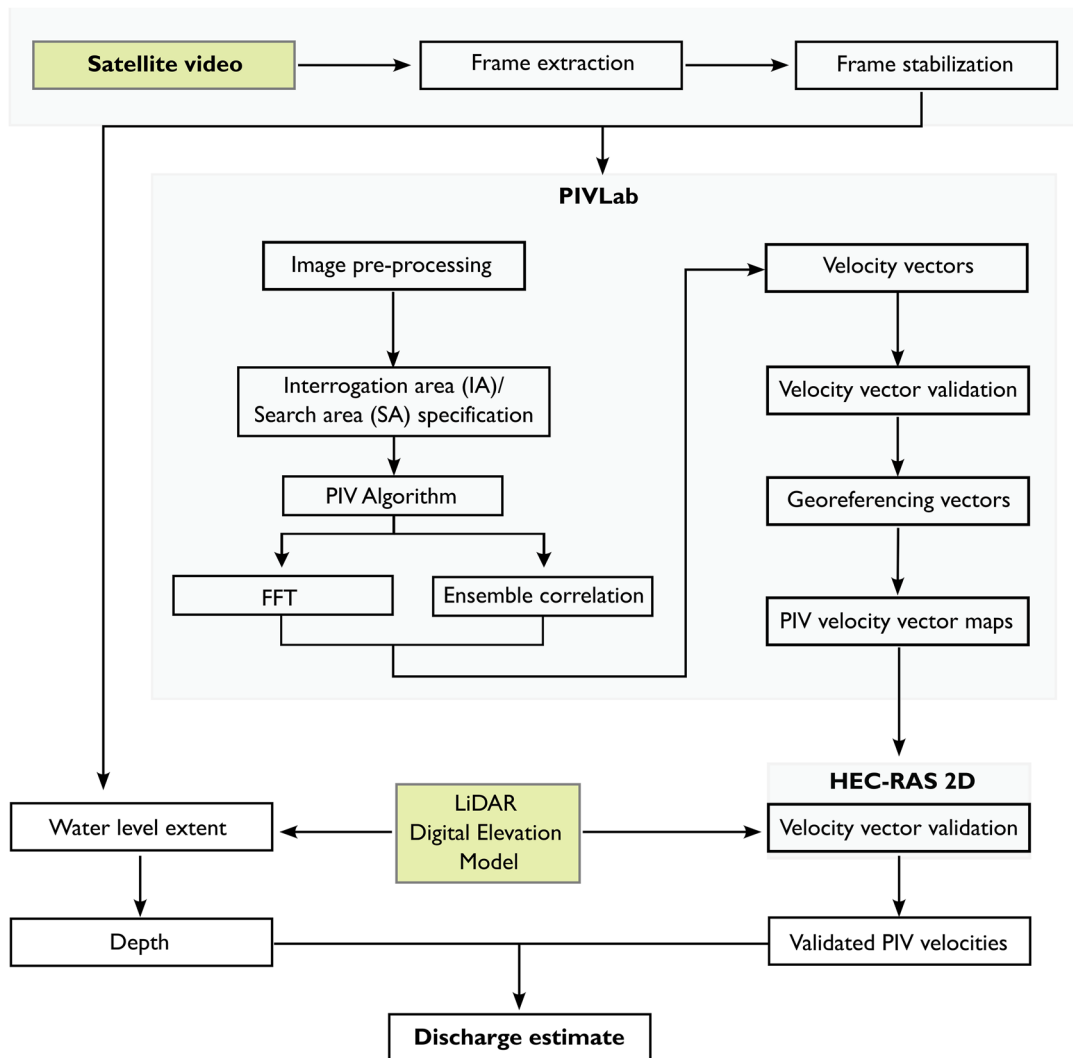 Satellite video
Frame extraction
Frame stabilization
PIVLab
Image pre-processing
Velocity vectors
Interrogation area (IA)/
Search area (SA) specification
Velocity vector validation
PIV Algorithm
Georeferencing vectors
FFT
Ensemble correlation
PIV velocity vector maps
HEC-RAS 2D
Water level extent
LiDAR
Digital Elevation
Model
Velocity vector validation
Depth
Validated PIV velocities
Discharge estimate